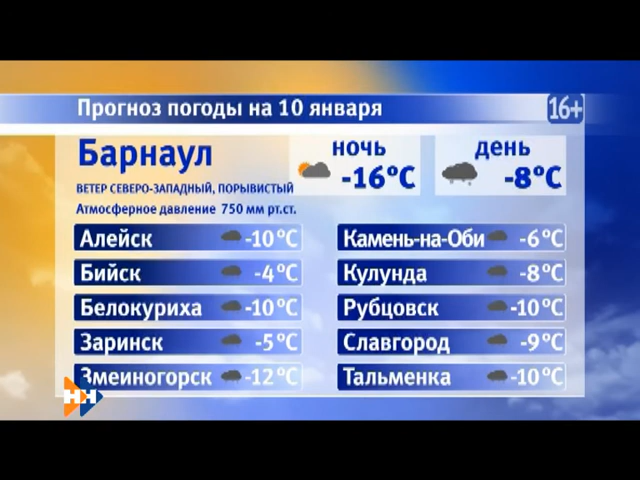 Прогноз погоды на 10 января
16+
Барнаул
ночь
-16°C
день
-8°C
ВЕТЕР СЕВЕРО-ЗАПАДНЫЙ, ПОРЫВИСТЫЙ
Атмосферное давление 750 мм рт.ст.
Алейск -10°C
Бийск -4°C
Белокуриха -10°C
Заринск -5°C
Змеиногорск -12°C
Камень-на-Оби -6°C
Кулунда -8°C
Рубцовск -10°C
Славгород -9°C
Тальменка -10°C
НН